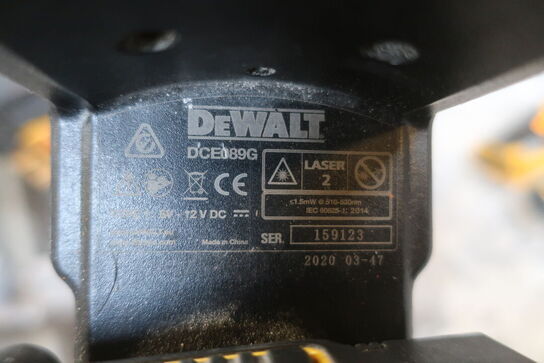 DEWALT
DCE089G
LASER
2
≤1.5mW @ 510-530nm
IEC 60825-1: 2014
- 12 V DC
Made in China
SER. 159123
2020 03-47